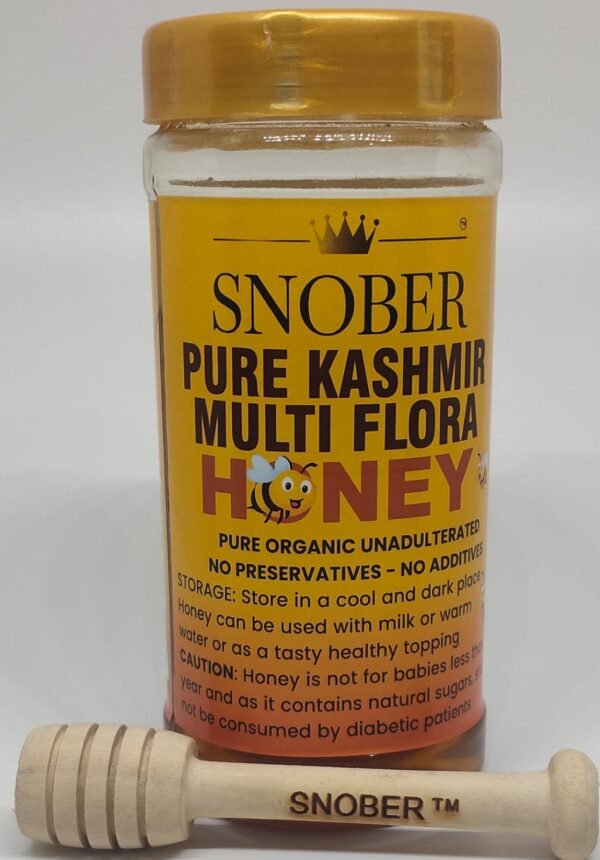 SNOBER
PURE KASHMIR
MULTI FLORA
HONEY
PURE ORGANIC UNADULTERATED
NO PRESERVATIVES - NO ADDITIVES
STORAGE: Store in a cool and dark place
Honey can be used with milk or warm
water or as a tasty healthy topping
CAUTION: Honey is not for babies less
year and as it contains natural sugars,
not be consumed by diabetic patients
SNOBER™